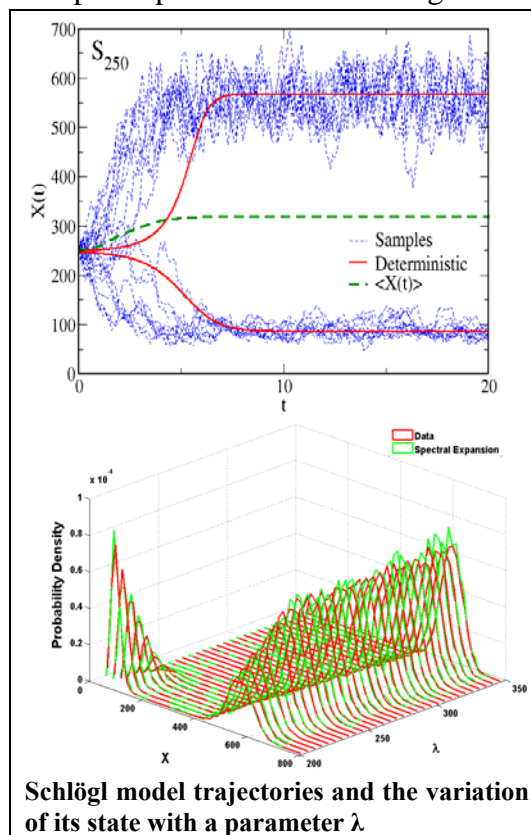 S250
700
600
500
400
300
200
100
0
X(t)
Samples
Deterministic
<X(t)>
0 5 10 15 20
t
Data
Spectral Expansion
x 10^-4
1
0.8
0.6
0.4
0.2
0
Probability Density
0 200 400 600 800
X
200 250 300 350
λ
Schlögl model trajectories and the variation
of its state with a parameter λ